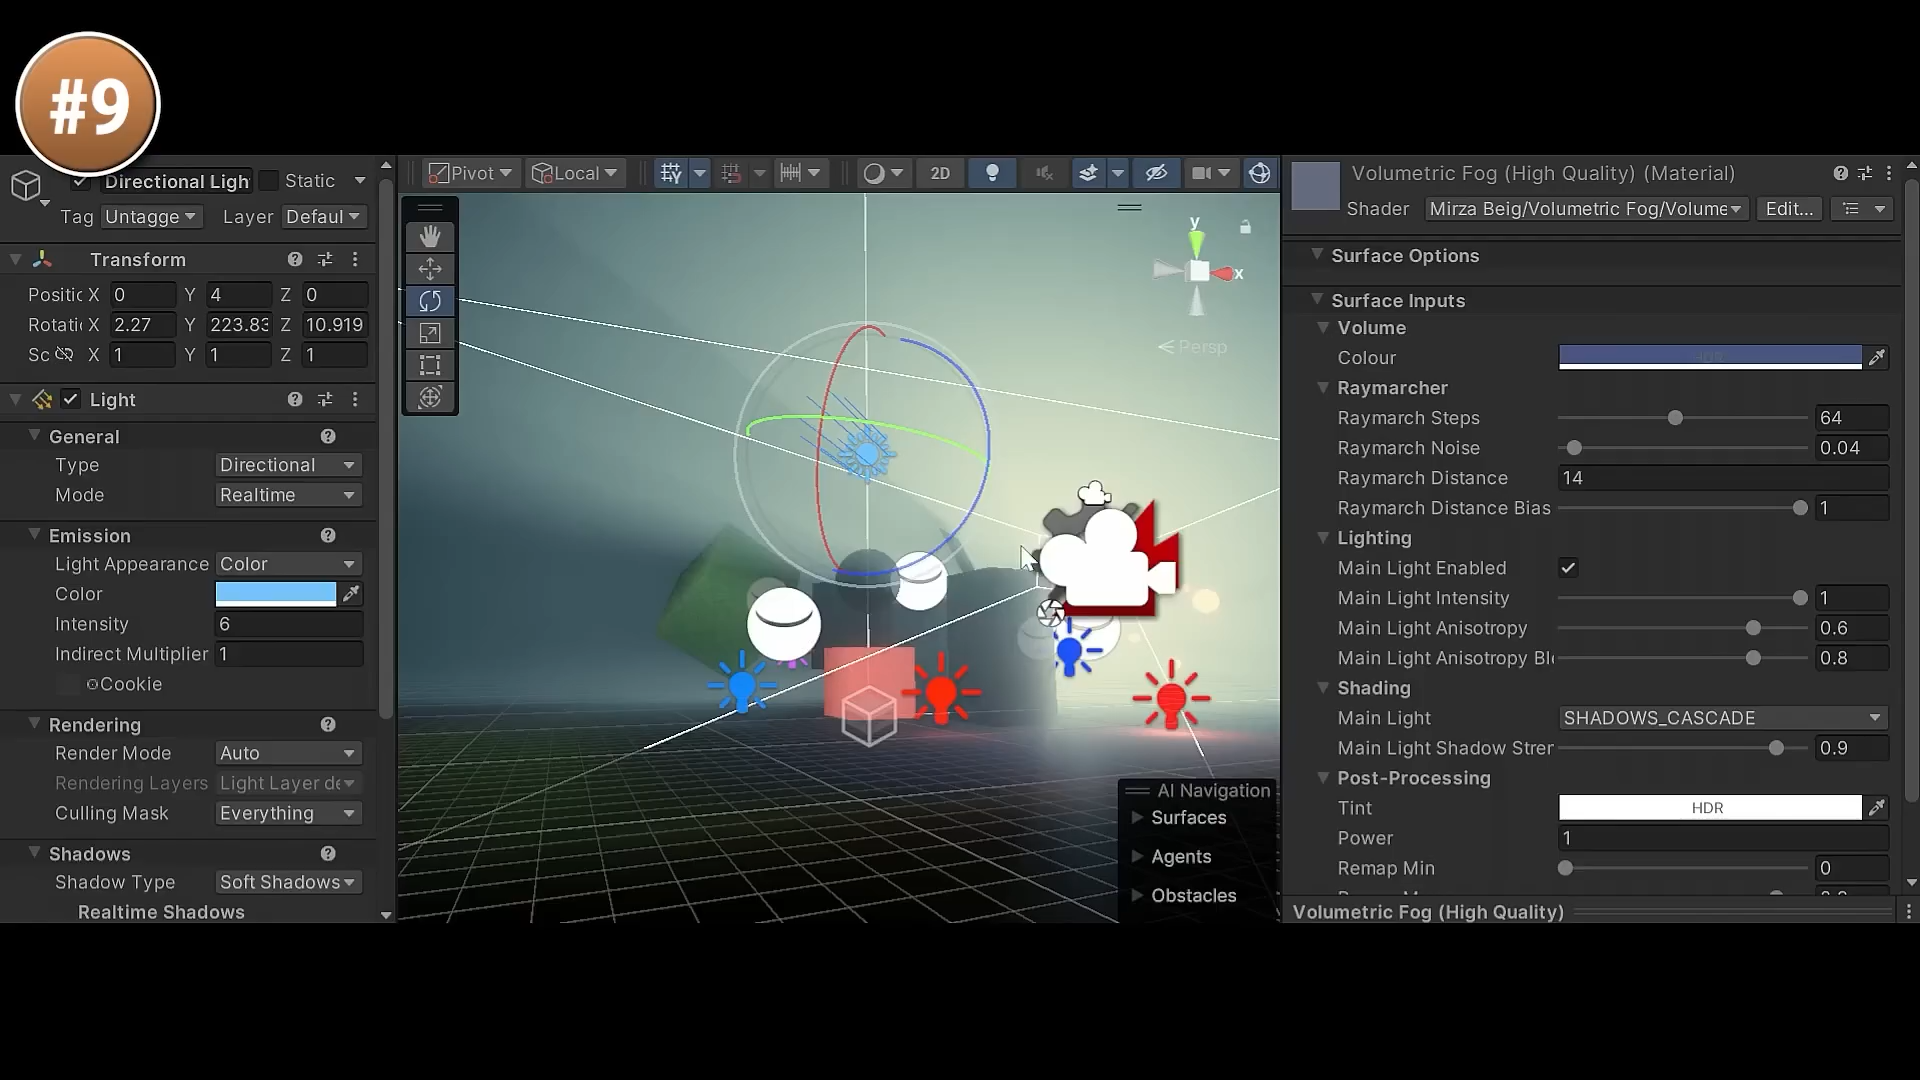 #9
Directional Ligh
Static
Tag Untagge Layer Defaul
Transform
Positic X 0 Y 4 Z 0
Rotati X 2.27 Y 223.83 Z 10.919
Sc X 1 Y 1 Z 1
Light
General
Type Directional
Mode Realtime
Emission
Light Appearance Color
Color
Intensity 6
Indirect Multiplier 1
Cookie
Rendering
Render Mode Auto
Rendering Layers Light Layer de
Culling Mask Everything
Shadows
Shadow Type Soft Shadows
Realtime Shadows
Pivot Local 2D
y
x
Persp
AI Navigation
Surfaces
Agents
Obstacles
Volumetric Fog (High Quality) (Material)
Shader Mirza Beig/Volumetric Fog/Volume Edit...
Surface Options
Surface Inputs
Volume
Colour HDR
Raymarcher
Raymarch Steps 64
Raymarch Noise 0.04
Raymarch Distance 14
Raymarch Distance Bias 1
Lighting
Main Light Enabled
Main Light Intensity 1
Main Light Anisotropy 0.6
Main Light Anisotropy Ble 0.8
Shading
Main Light SHADOWS_CASCADE
Main Light Shadow Stren 0.9
Post-Processing
Tint HDR
Power 1
Remap Min 0
Volumetric Fog (High Quality)